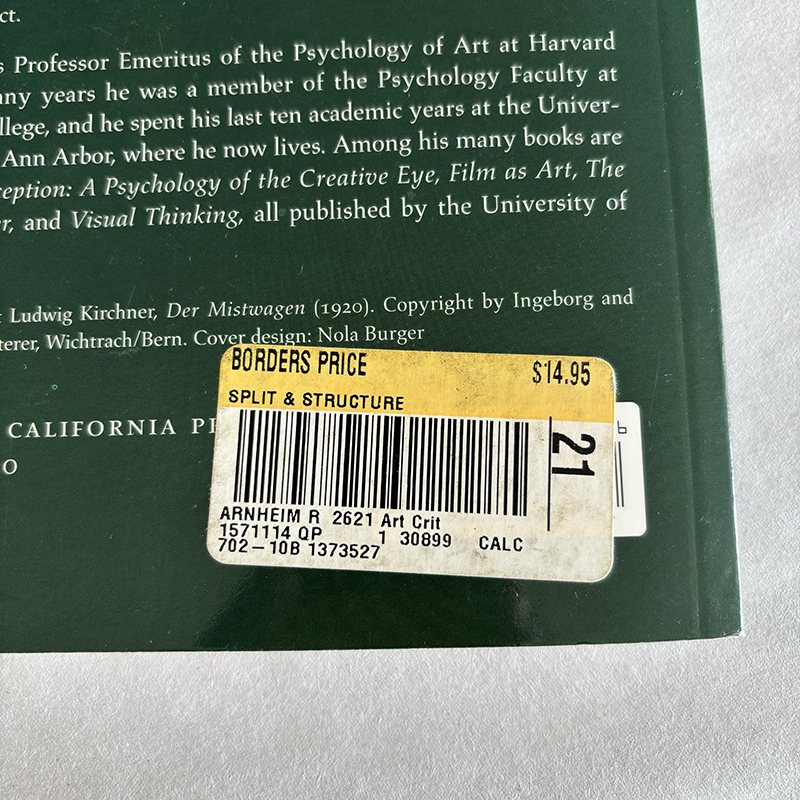 ct.
s Professor Emeritus of the Psychology of Art at Harvard
any years he was a member of the Psychology Faculty at
llege, and he spent his last ten academic years at the Univer-
Ann Arbor, where he now lives. Among his many books are
ception: A Psychology of the Creative Eye, Film as Art, The
r, and Visual Thinking, all published by the University of
: Ludwig Kirchner, Der Mistwagen (1920). Copyright by Ingeborg and
terer, Wichtrach/Bern. Cover design: Nola Burger
CALIFORNIA P
O
BORDERS PRICE $14.95
SPLIT & STRUCTURE
21
ARNHEIM R 2621 Art Crit
1571114 QP 1 30899 CALC
702-10B 1373527